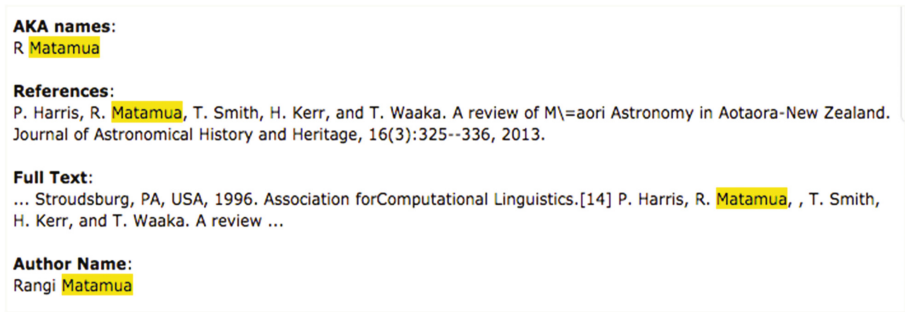 AKA names:
R Matamua
References:
P. Harris, R. Matamua, T. Smith, H. Kerr, and T. Waaka. A review of M\=aori Astronomy in Aotaora-New Zealand.
Journal of Astronomical History and Heritage, 16(3):325--336, 2013.
Full Text:
... Stroudsburg, PA, USA, 1996. Association forComputational Linguistics.[14] P. Harris, R. Matamua, , T. Smith,
H. Kerr, and T. Waaka. A review ...
Author Name:
Rangi Matamua